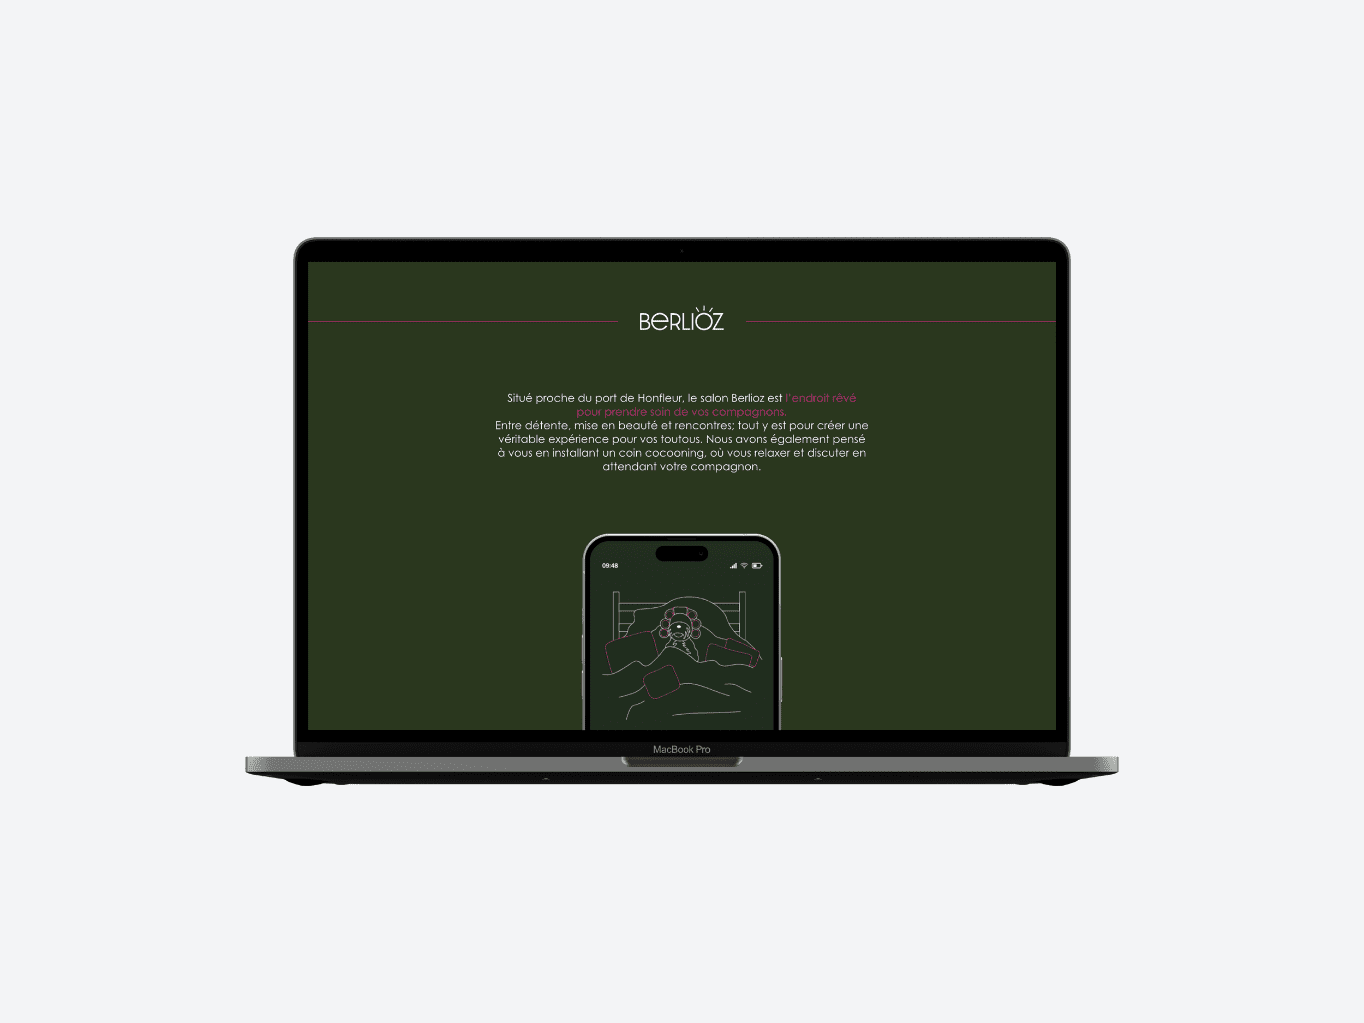 BERLIOZ
Situé proche du port de Honfleur, le salon Berlioz est l'endroit rêvé
pour prendre soin de vos compagnons.
Entre détente, mise en beauté et rencontres; tout y est pour créer une
véritable expérience pour vos toutous. Nous avons également pensé
à vous en installant un coin cocooning, où vous relaxer et discuter en
attendant votre compagnon.
09:48
MacBook Pro